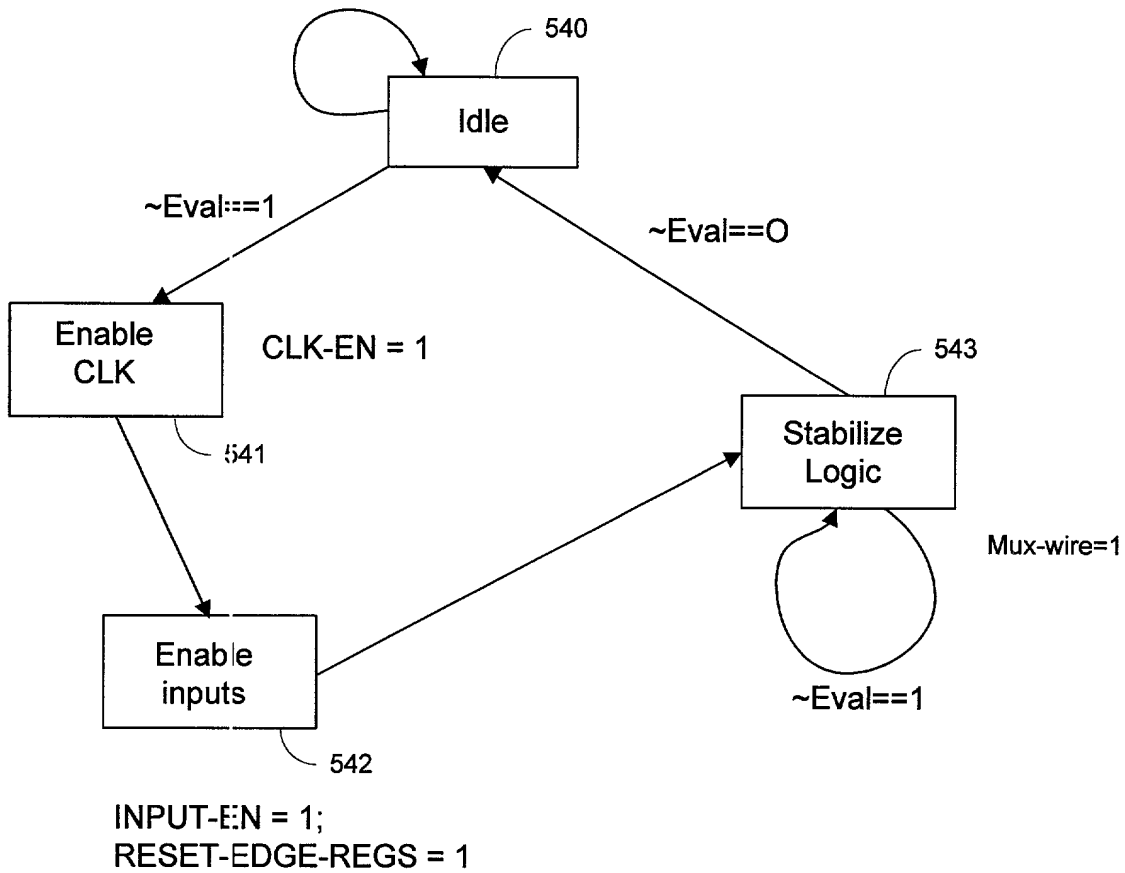 540
Idle
~Eval==1
~Eval==O
Enable
CLK
CLK-EN = 1
543
541
Stabilize
Logic
Mux-wire=1
Enable
inputs
~Eval==1
542
INPUT-EN = 1;
RESET-EDGE-REGS = 1